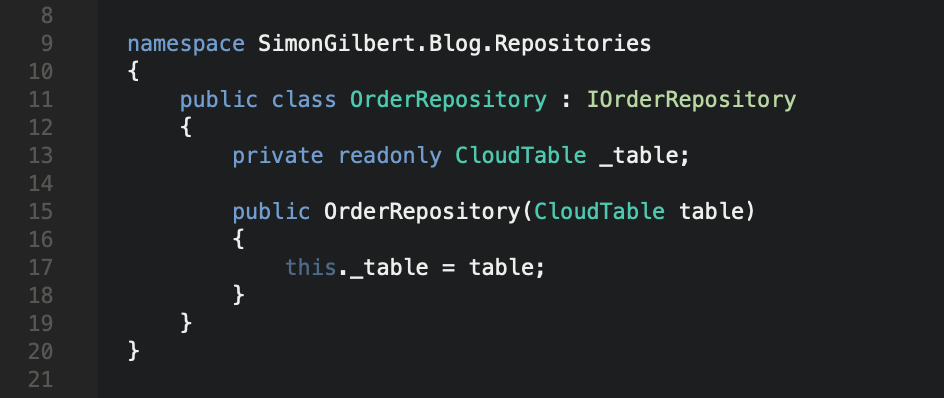 8
9 namespace SimonGilbert.Blog.Repositories
10 {
11 public class OrderRepository : IOrderRepository
12 {
13 private readonly CloudTable _table;
14
15 public OrderRepository(CloudTable table)
16 {
17 this._table = table;
18 }
19 }
20 }
21